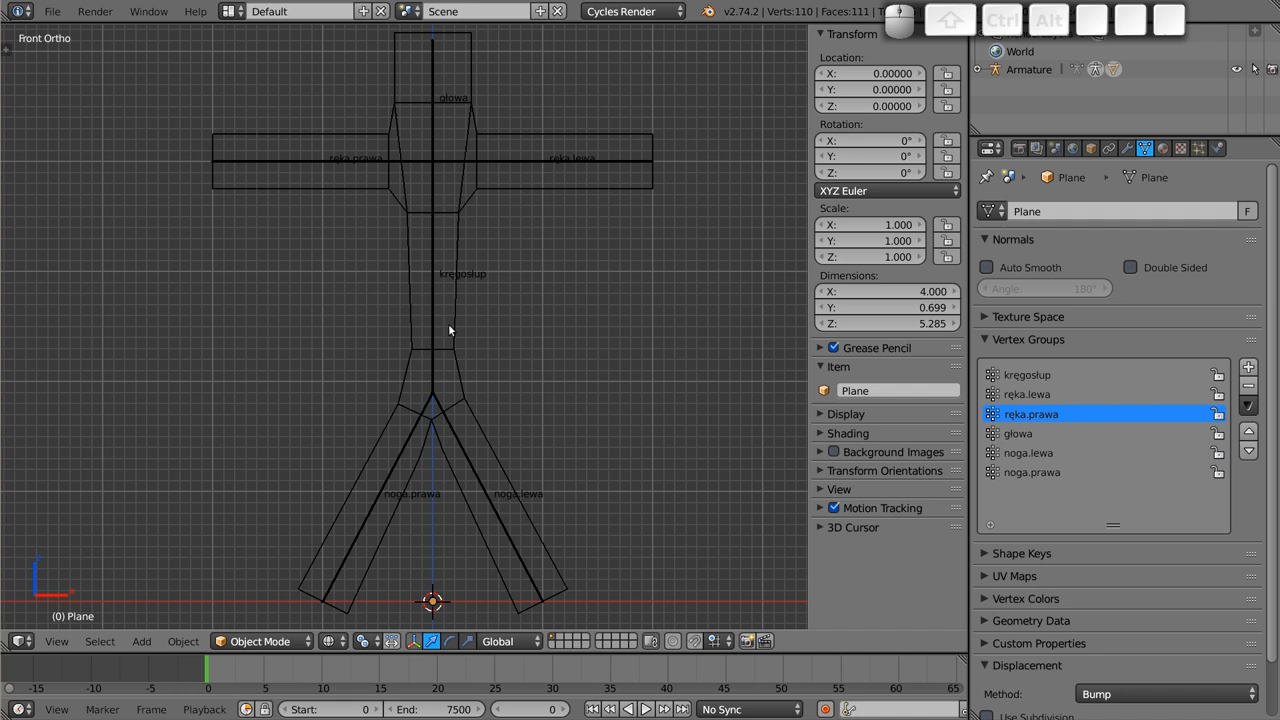 File Render Window Help Default Scene Cycles Render v2.74.2 | Verts:110 | Faces:111 | T
Ctrl Alt
Front Ortho
głowa
ręka.prawa ręka.lewa
kręgosłup
noga.prawa noga.lewa
(0) Plane
View Select Add Object Object Mode Global
Transform
Location:
X: 0.00000
Y: 0.00000
Z: 0.00000
Rotation:
X: 0°
Y: 0°
Z: 0°
XYZ Euler
Scale:
X: 1.000
Y: 1.000
Z: 1.000
Dimensions:
X: 4.000
Y: 0.699
Z: 5.285
Grease Pencil
Item
Plane
Display
Shading
Background Images
Transform Orientations
View
Motion Tracking
3D Cursor
World
Armature
Plane Plane
Plane F
Normals
Auto Smooth Double Sided
Angle: 180°
Texture Space
Vertex Groups
kręgosłup
ręka.lewa
ręka.prawa
głowa
noga.lewa
noga.prawa
Shape Keys
UV Maps
Vertex Colors
Geometry Data
Custom Properties
Displacement
Method: Bump
Use Subdivision
-15 -10 -5 0 5 10 15 20 25 30 35 40 45 50 55 60 65
View Marker Frame Playback Start: 0 End: 7500 0 No Sync